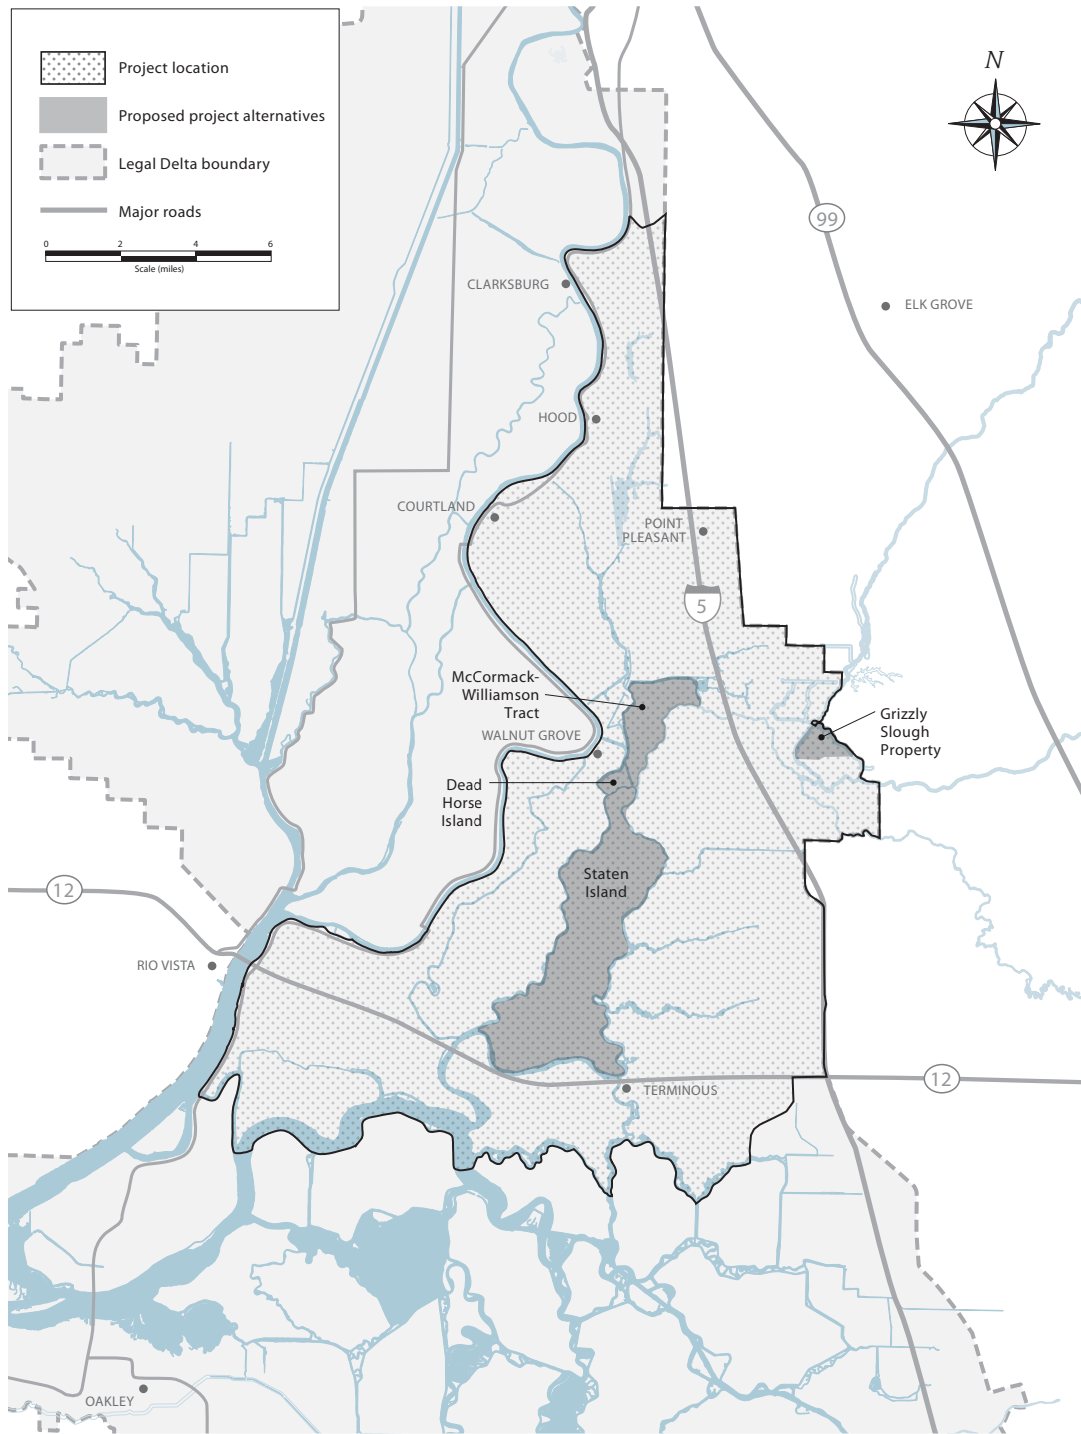 Project location
Proposed project alternatives
Legal Delta boundary
Major roads
0 2 4 6
Scale (miles)
N
99
CLARKSBURG
ELK GROVE
HOOD
COURTLAND
POINT
PLEASANT
5
McCormack-
Williamson
Tract
Grizzly
Slough
Property
WALNUT GROVE
Dead
Horse
Island
Staten
Island
12
RIO VISTA
12
TERMINOUS
OAKLEY